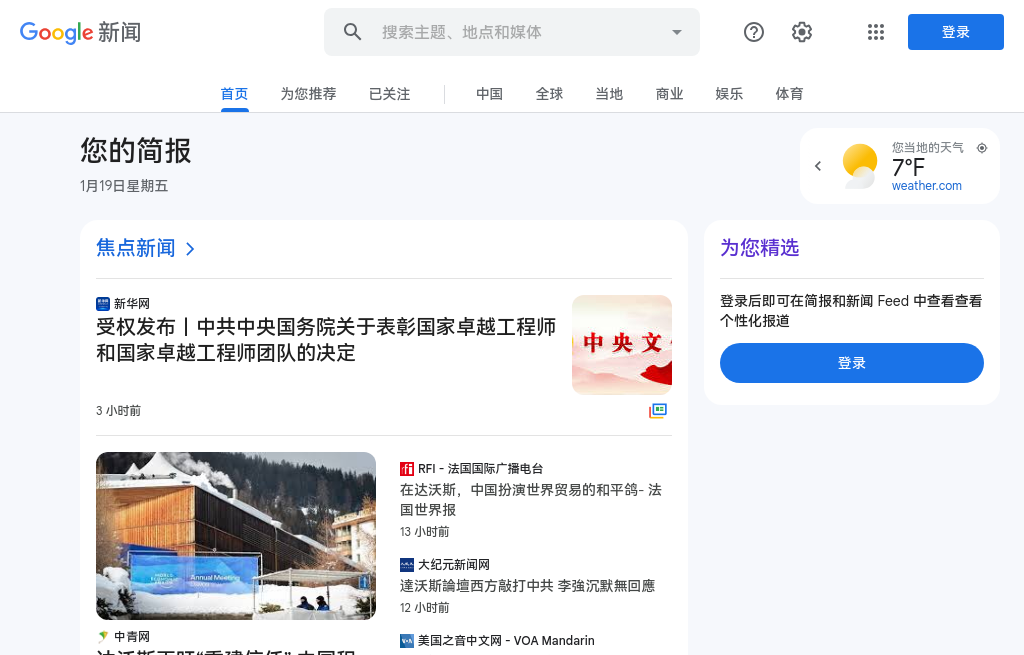 Google 新闻
搜索主题、地点和媒体
登录
首页 为您推荐 已关注 中国 全球 当地 商业 娱乐 体育
您的简报
1月19日星期五
您当地的天气
7°F
weather.com
焦点新闻
新华网
受权发布丨中共中央国务院关于表彰国家卓越工程师
和国家卓越工程师团队的决定
中央文
3 小时前
为您精选
登录后即可在简报和新闻 Feed 中查看查看
个性化报道
登录
WORLD
ECONOMIC
FORUM
Annual Meeting
中青网
RFI - 法国国际广播电台
在达沃斯，中国扮演世界贸易的和平鸽- 法
国世界报
13 小时前
大纪元新闻网
達沃斯論壇西方敲打中共 李強沉默無回應
12 小时前
美国之音中文网 - VOA Mandarin